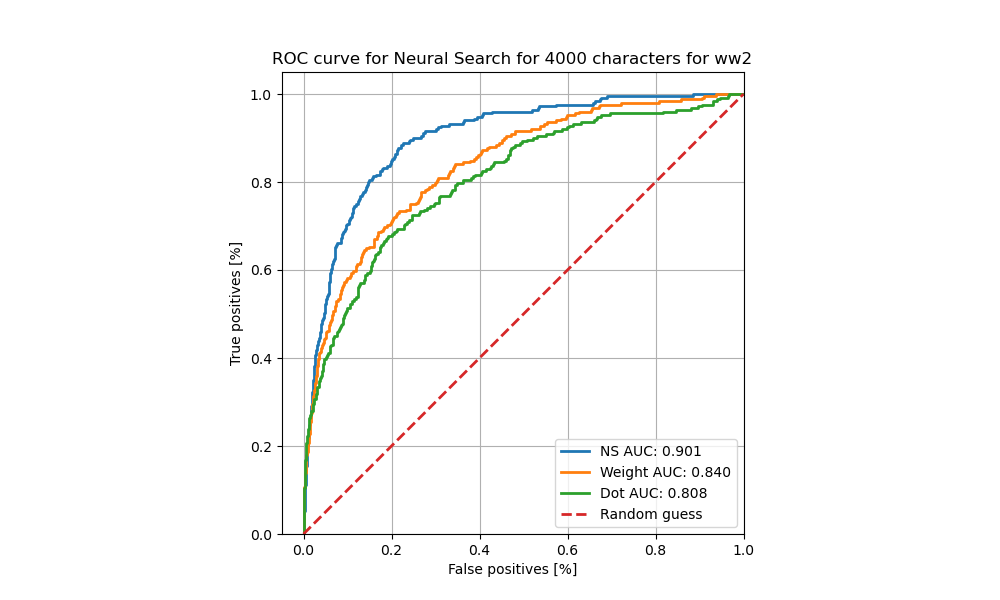 ROC curve for Neural Search for 4000 characters for ww2
True positives [%]
1.0
0.8
0.6
0.4
0.2
0.0
NS AUC: 0.901
Weight AUC: 0.840
Dot AUC: 0.808
Random guess
0.0 0.2 0.4 0.6 0.8 1.0
False positives [%]